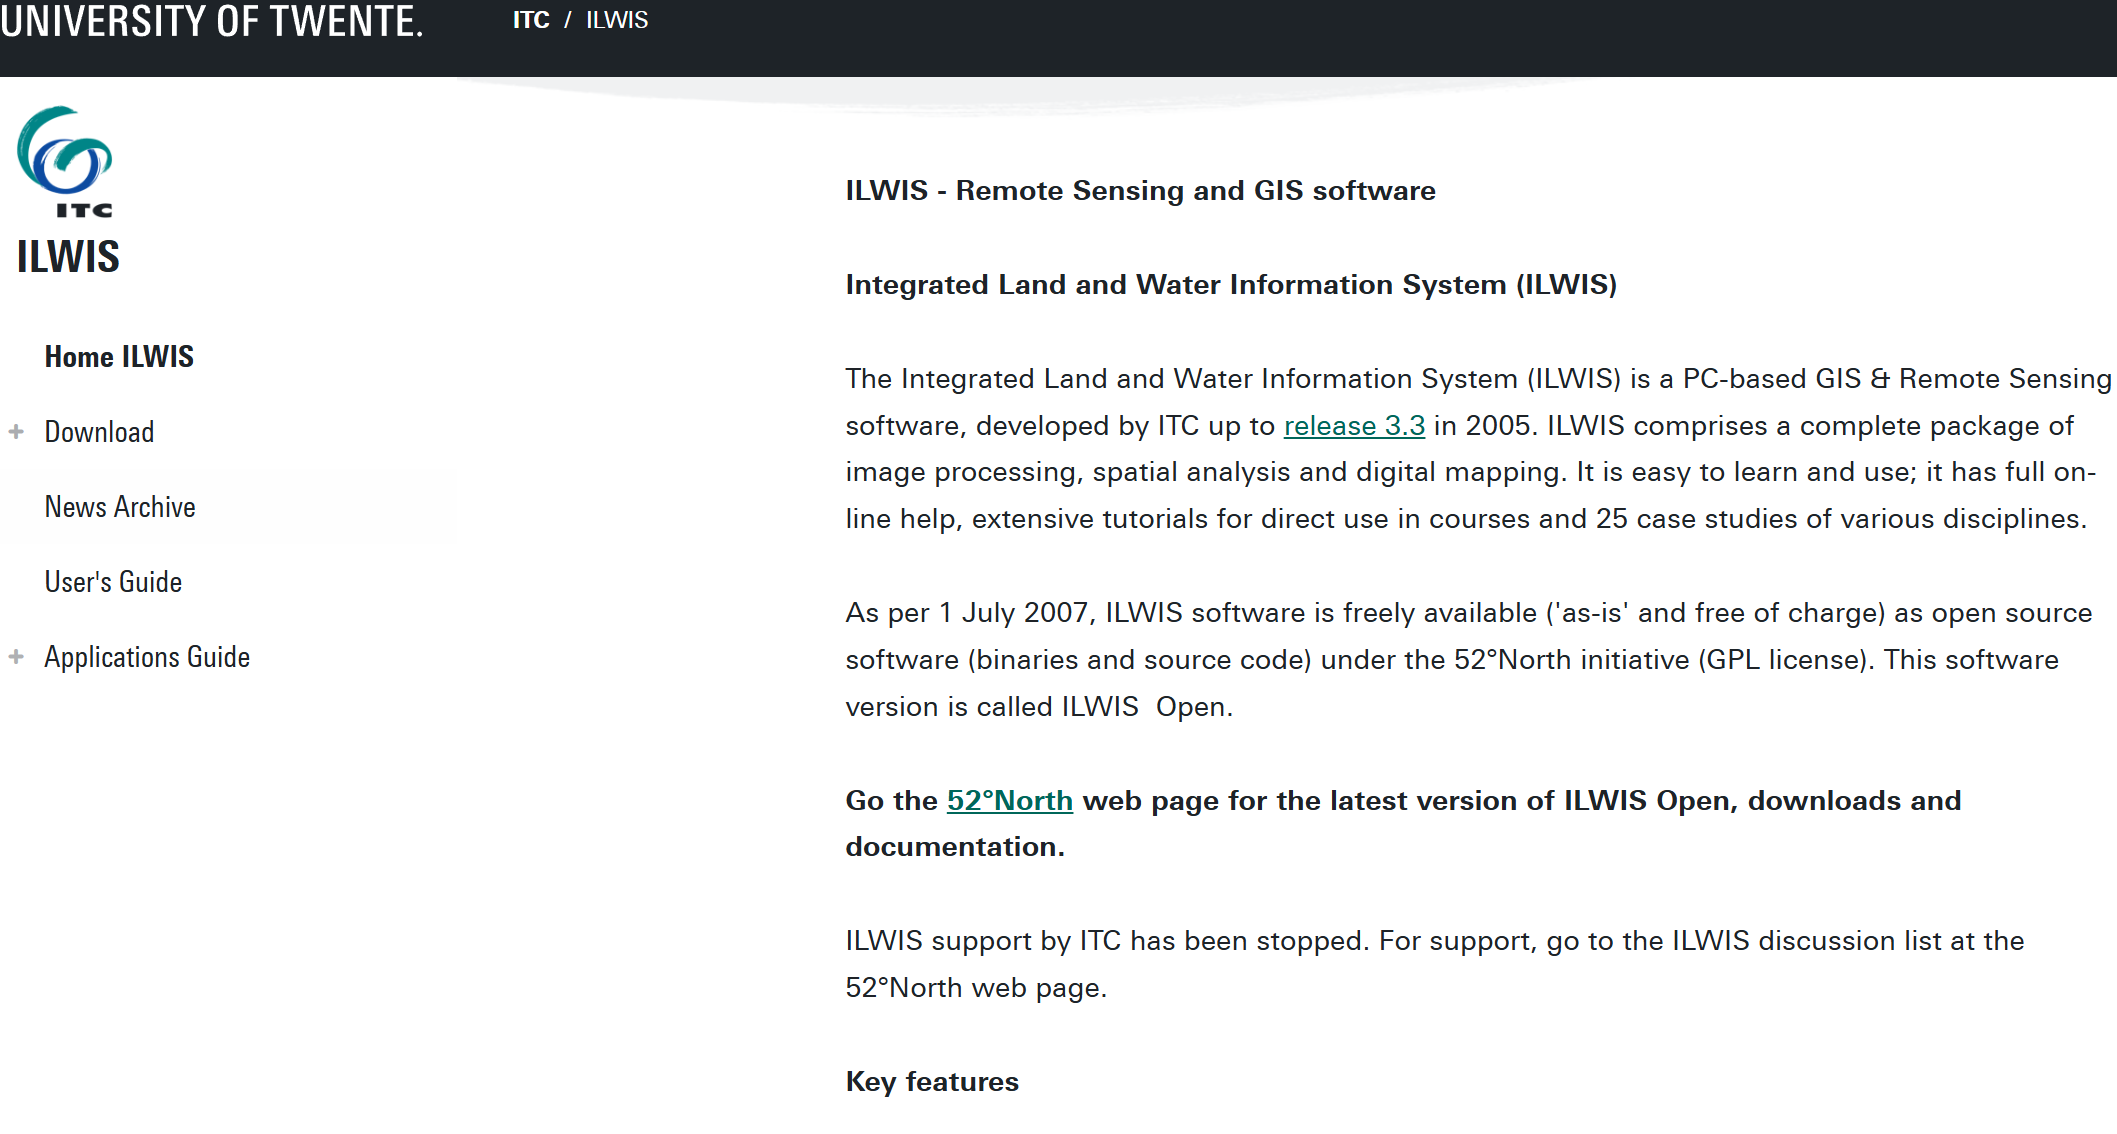 UNIVERSITY OF TWENTE.
ITC / ILWIS
ITC
ILWIS
Home ILWIS
+ Download
News Archive
User's Guide
+ Applications Guide
ILWIS - Remote Sensing and GIS software
Integrated Land and Water Information System (ILWIS)
The Integrated Land and Water Information System (ILWIS) is a PC-based GIS & Remote Sensing
software, developed by ITC up to release 3.3 in 2005. ILWIS comprises a complete package of
image processing, spatial analysis and digital mapping. It is easy to learn and use; it has full on-
line help, extensive tutorials for direct use in courses and 25 case studies of various disciplines.
As per 1 July 2007, ILWIS software is freely available ('as-is' and free of charge) as open source
software (binaries and source code) under the 52°North initiative (GPL license). This software
version is called ILWIS  Open.
Go the 52°North web page for the latest version of ILWIS Open, downloads and
documentation.
ILWIS support by ITC has been stopped. For support, go to the ILWIS discussion list at the
52°North web page.
Key features